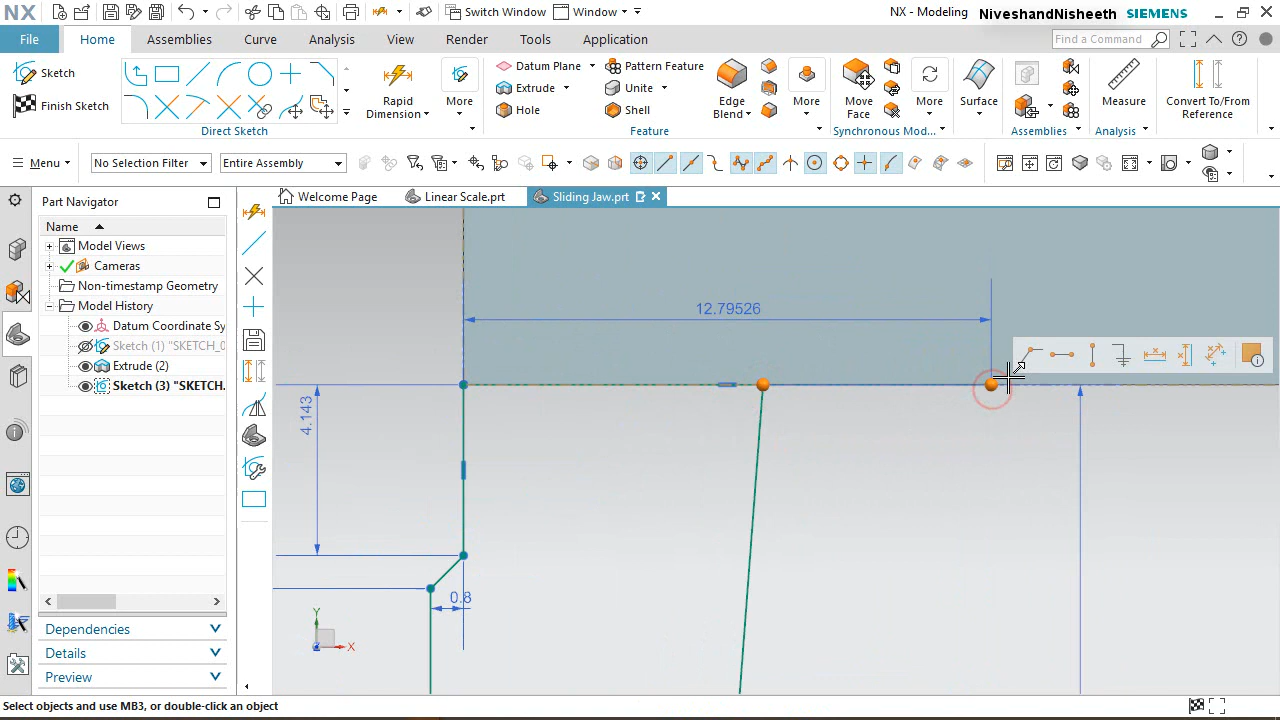 NX
Switch Window
Window
NX - Modeling
NiveshandNisheeth
SIEMENS
File
Home
Assemblies
Curve
Analysis
View
Render
Tools
Application
Find a Command
Sketch
Finish Sketch
Direct Sketch
Rapid
Dimension
More
Datum Plane
Extrude
Hole
Pattern Feature
Unite
Shell
Edge
Blend
More
Feature
Move
Face
More
Synchronous Mod...
Surface
Assemblies
Measure
Analysis
Convert To/From
Reference
Menu
No Selection Filter
Entire Assembly
Part Navigator
Welcome Page
Linear Scale.prt
Sliding Jaw.prt
Name
Model Views
Cameras
Non-timestamp Geometry
Model History
Datum Coordinate Sy
Sketch (1) "SKETCH_0
Extrude (2)
Sketch (3) "SKETCH.
Dependencies
Details
Preview
12.79526
4.143
0.8
Y
X
Z
Select objects and use MB3, or double-click an object